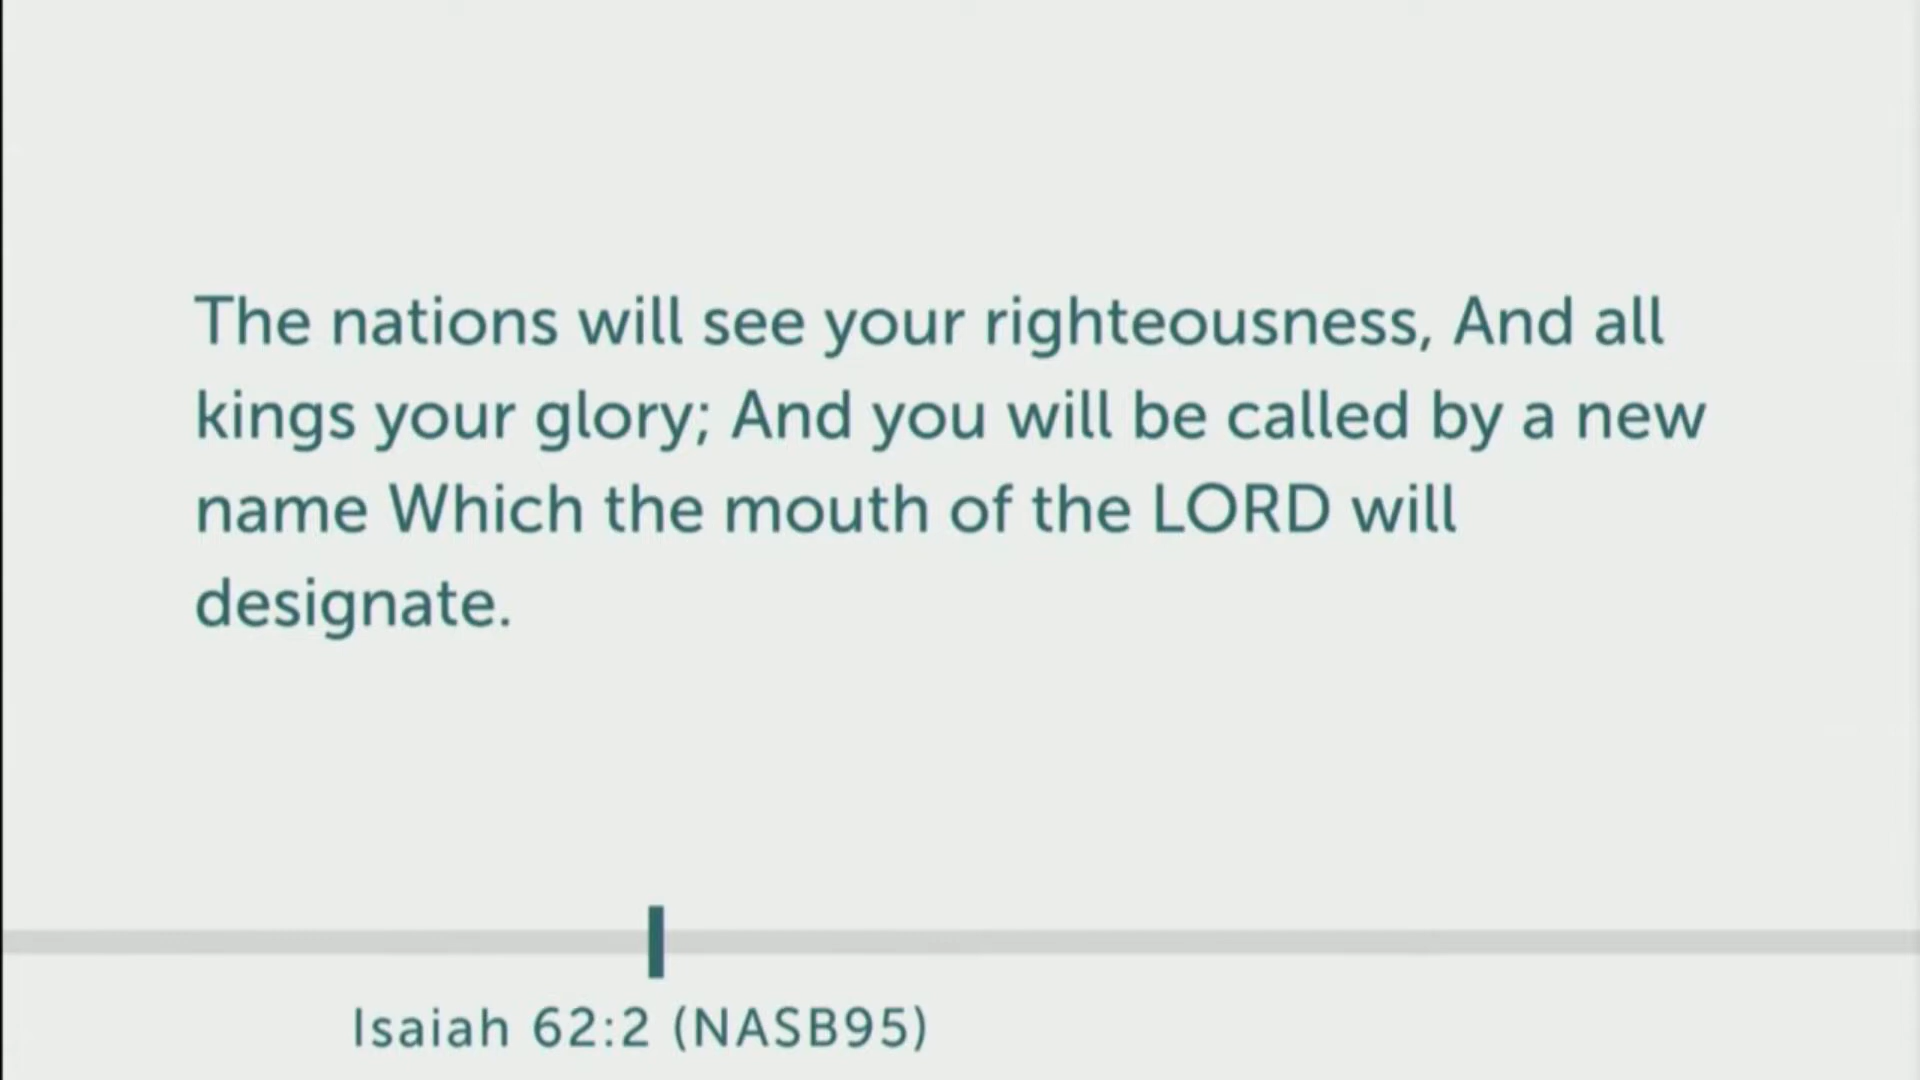 The nations will see your righteousness, And all
kings your glory; And you will be called by a new
name Which the mouth of the LORD will
designate.
Isaiah 62:2 (NASB95)